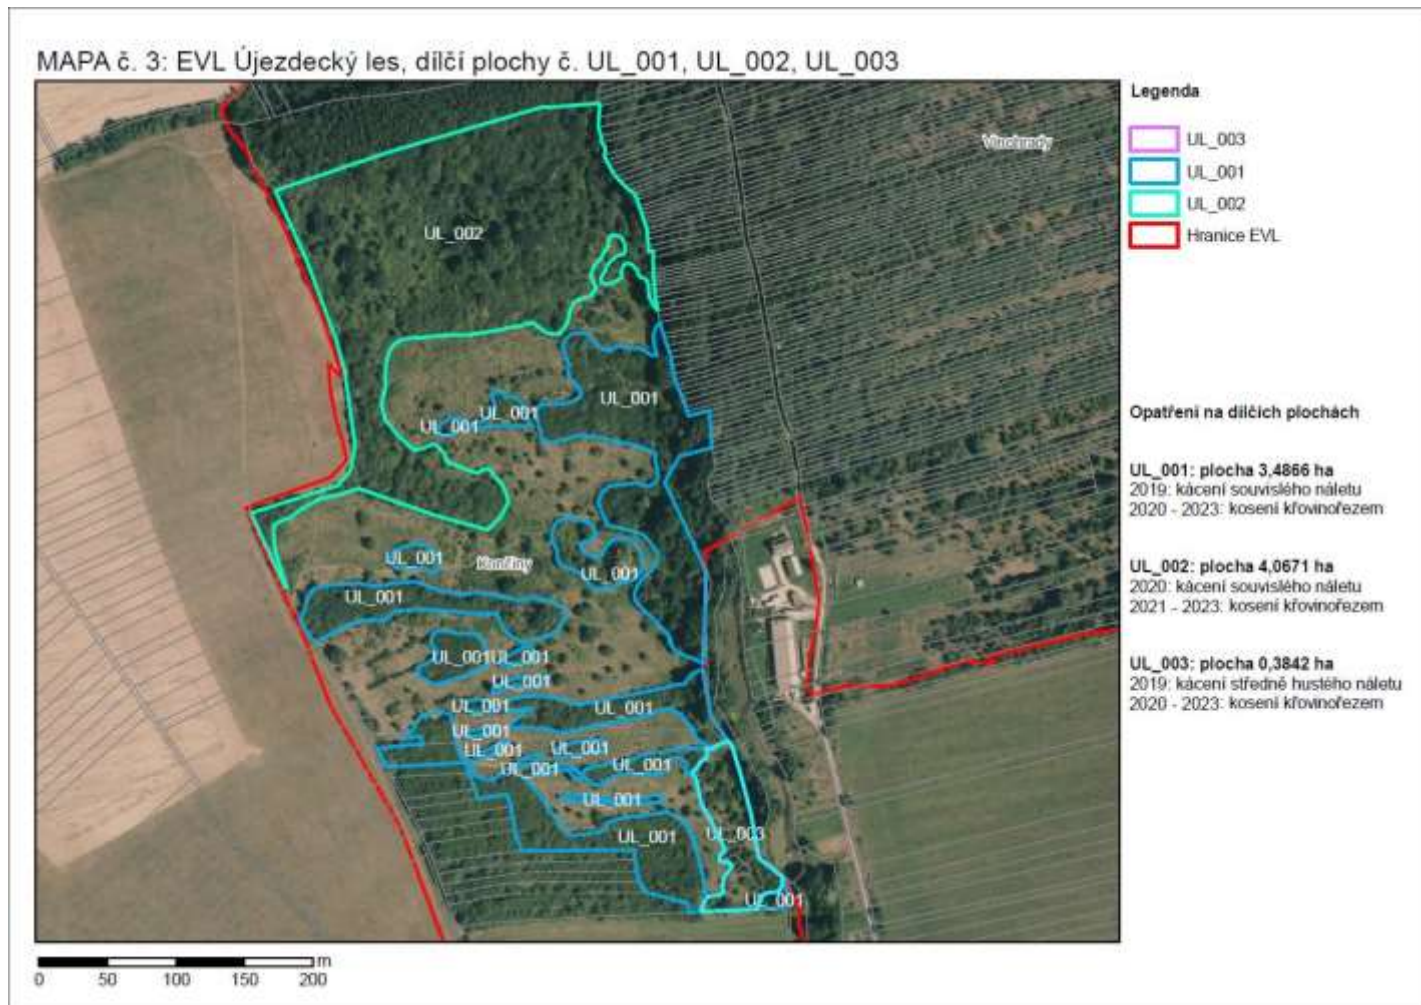 MAPA č. 3: EVL Újezdecký les, dílčí plochy č. UL_001, UL_002, UL_003
Legenda
UL_003
UL_001
UL_002
Hranice EVL
Vinohrady
UL_002
UL_001
UL_001
UL_001
Opatření na dílčích plochách
UL_001: plocha 3,4866 ha
2019: kácení souvislého náletu
2020 - 2023: kosení křovinořezem
UL_002: plocha 4,0671 ha
2020: kácení souvislého náletu
2021 - 2023: kosení křovinořezem
UL_003: plocha 0,3842 ha
2019: kácení středně hustého náletu
2020 - 2023: kosení křovinořezem
UL_001
Končiny
UL_001
UL_001
UL_001
UL_001
UL_001
UL_001
UL_001
UL_001
UL_001
UL_001
UL_001
UL_001
UL_001
UL_001
UL_003
UL_001
m
0 50 100 150 200